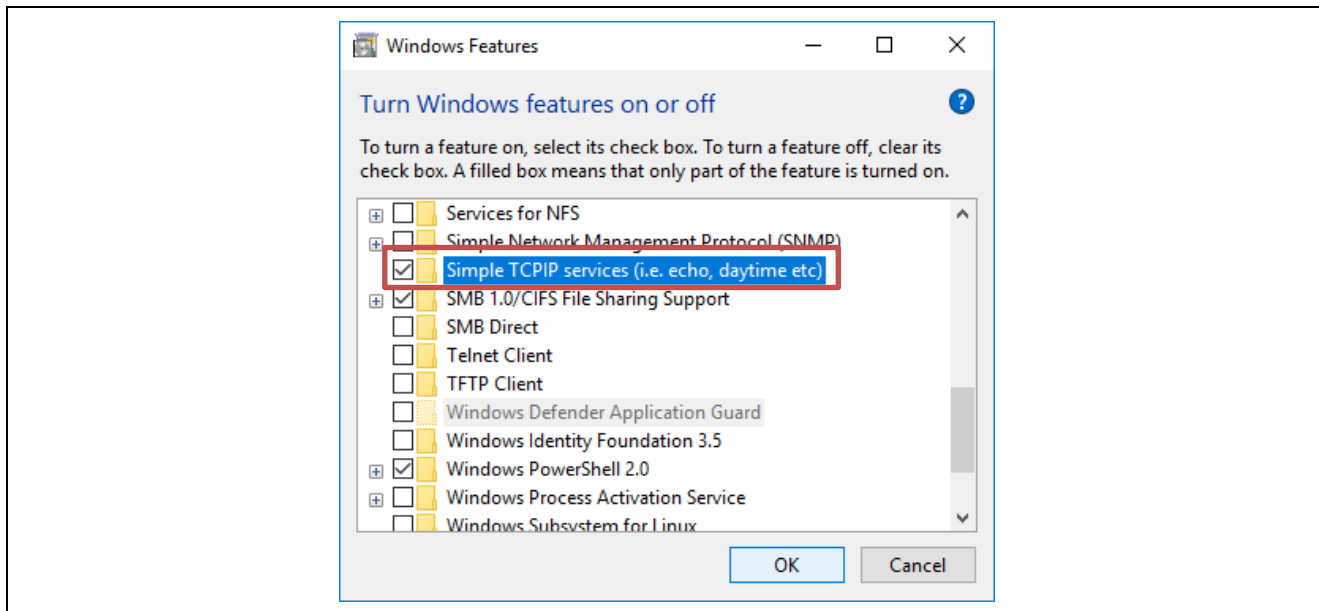 Windows Features
Turn Windows features on or off
?
To turn a feature on, select its check box. To turn a feature off, clear its
check box. A filled box means that only part of the feature is turned on.
Services for NFS
Simple Network Management Protocol (SNMP)
Simple TCPIP services (i.e. echo, daytime etc)
SMB 1.0/CIFS File Sharing Support
SMB Direct
Telnet Client
TFTP Client
Windows Defender Application Guard
Windows Identity Foundation 3.5
Windows PowerShell 2.0
Windows Process Activation Service
Windows Subsystem for Linux
OK Cancel